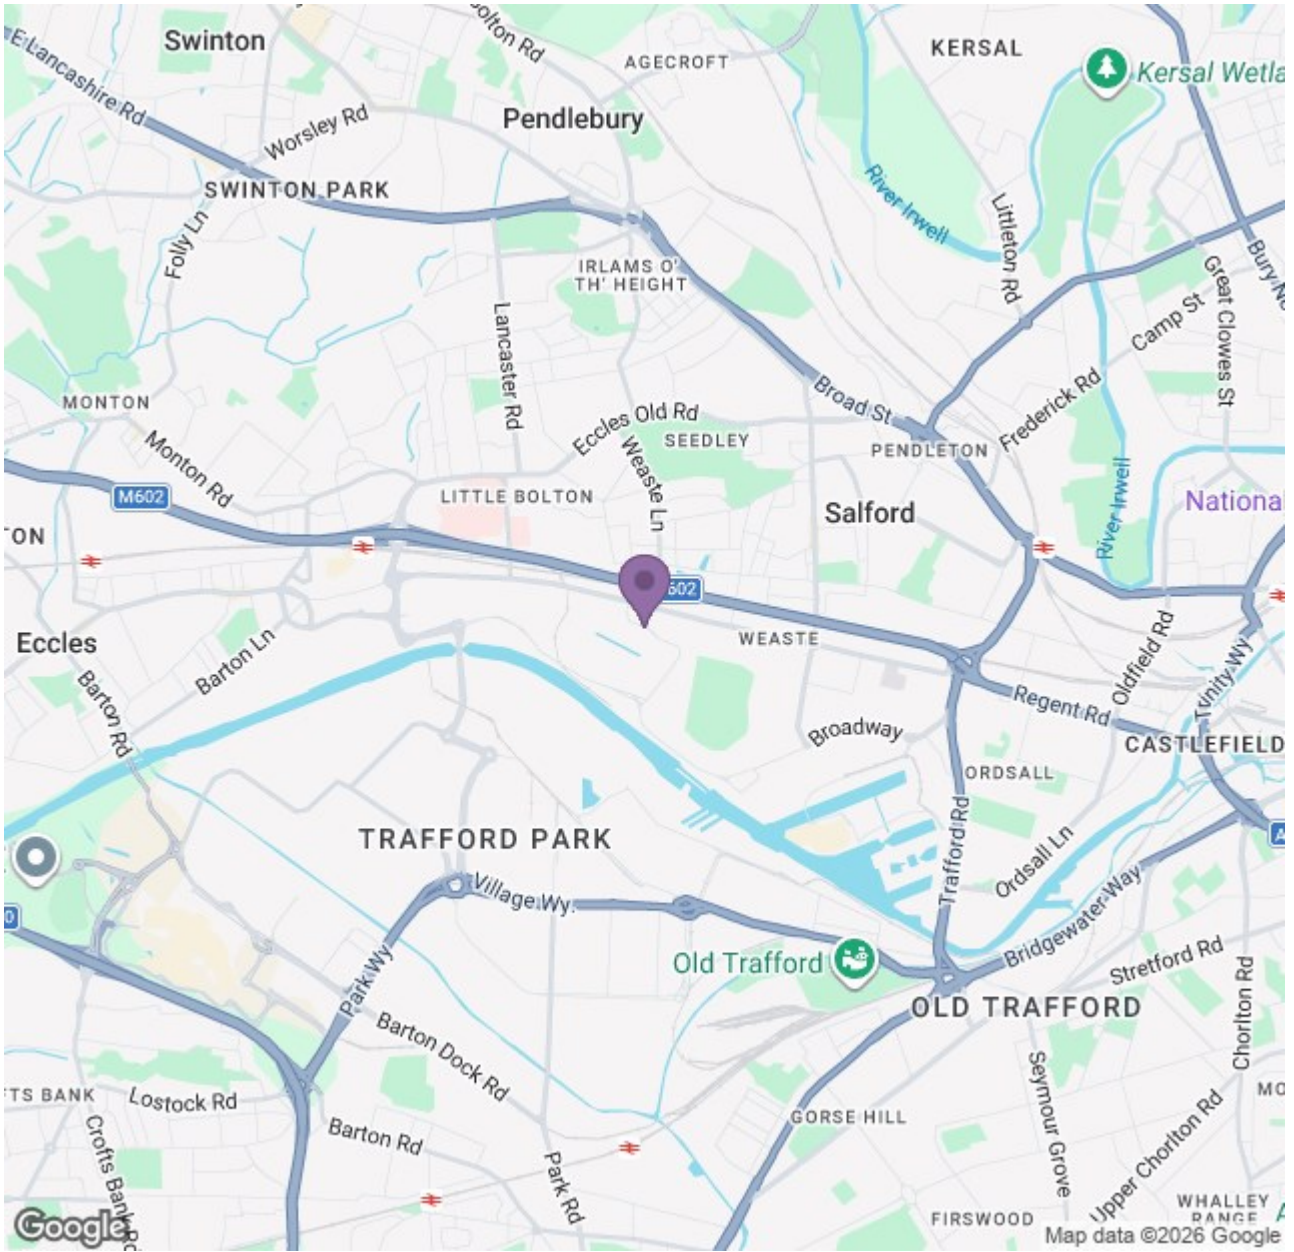 Swinton
Bolton Rd
AGECROFT
KERSAL
Kersal Wetla
E Lancashire Rd
Pendlebury
Worsley Rd
SWINTON PARK
River Irwell
Littleton Rd
Folly Ln
IRLAMS O'
TH' HEIGHT
Great Clowes St
Camp St
Lancaster Rd
Broad St
Frederick Rd
MONTON
Eccles Old Rd
SEEDLEY
PENDLETON
Monton Rd
Weaste Ln
M602
LITTLE BOLTON
Salford
National
River Irwell
TON
602
Eccles
Barton Ln
WEASTE
Oldfield Rd
Trinity Wy
Barton Rd
Regent Rd
Broadway
CASTLEFIELD
ORDSALL
TRAFFORD PARK
Trafford Rd
Ordsall Ln
Village Wy.
Bridgewater Way
0
A
Park Wy
Old Trafford
Stretford Rd
OLD TRAFFORD
Chorlton Rd
Barton Dock Rd
FTS BANK
Lostock Rd
Crofts Bank Rd
Barton Rd
Park Rd
GORSE HILL
Seymour Grove
Upper Chorlton Rd
MO
WHALLEY
RANGE
FIRSWOOD
Google
Map data ©2026 Google